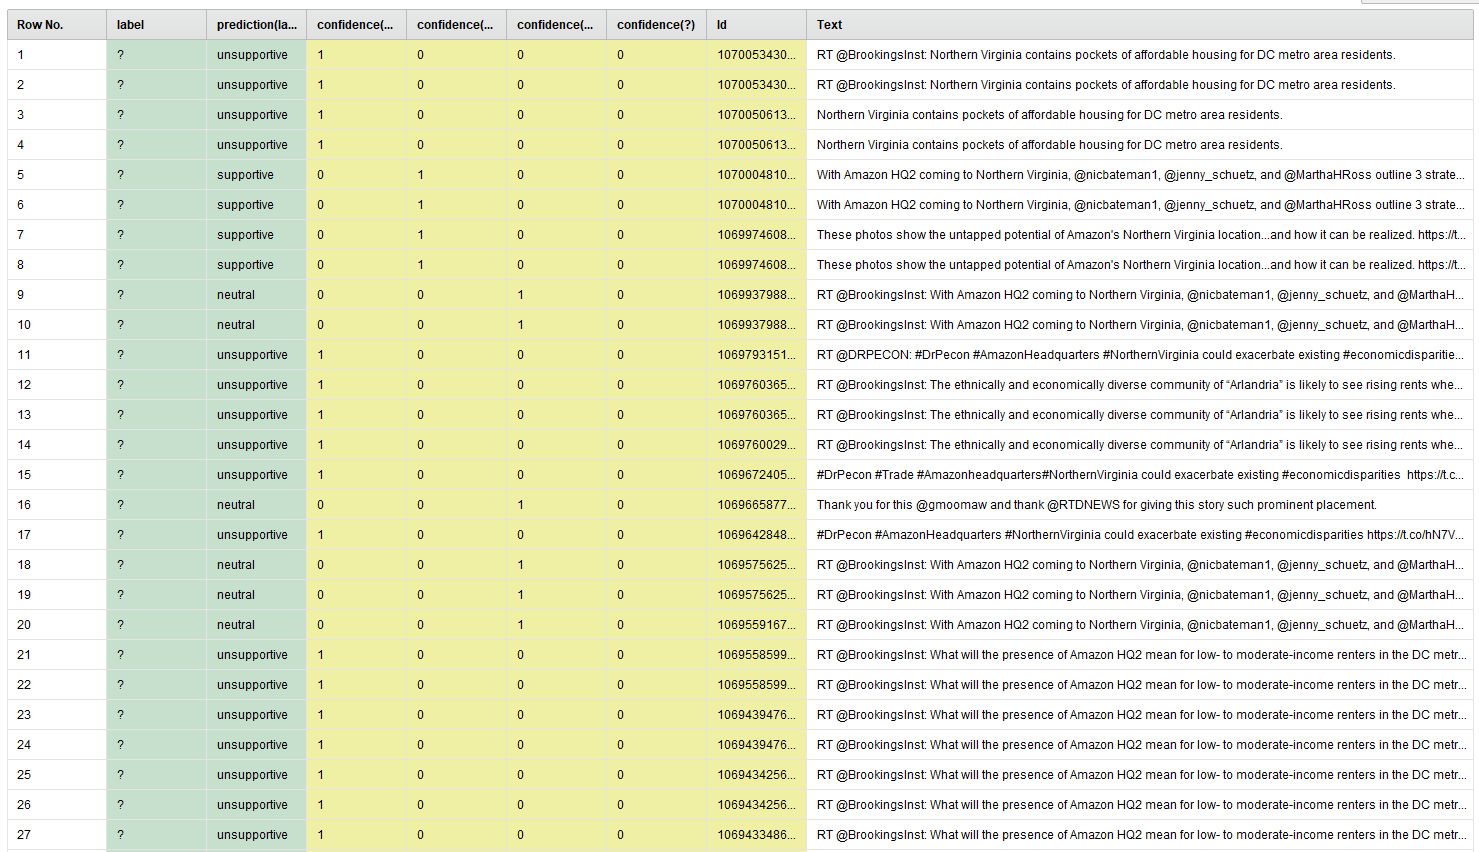 Row No. label prediction(la... confidence(... confidence(... confidence(... confidence(?) Id Text
1 ? unsupportive 1 0 0 0 1070053430... RT @BrookingsInst: Northern Virginia contains pockets of affordable housing for DC metro area residents.
2 ? unsupportive 1 0 0 0 1070053430... RT @BrookingsInst: Northern Virginia contains pockets of affordable housing for DC metro area residents.
3 ? unsupportive 1 0 0 0 1070050613... Northern Virginia contains pockets of affordable housing for DC metro area residents.
4 ? unsupportive 1 0 0 0 1070050613... Northern Virginia contains pockets of affordable housing for DC metro area residents.
5 ? supportive 0 1 0 0 1070004810... With Amazon HQ2 coming to Northern Virginia, @nicbateman1, @jenny_schuetz, and @MarthaHRoss outline 3 strate...
6 ? supportive 0 1 0 0 1070004810... With Amazon HQ2 coming to Northern Virginia, @nicbateman1, @jenny_schuetz, and @MarthaHRoss outline 3 strate...
7 ? supportive 0 1 0 0 1069974608... These photos show the untapped potential of Amazon's Northern Virginia location...and how it can be realized. https://t...
8 ? supportive 0 1 0 0 1069974608... These photos show the untapped potential of Amazon's Northern Virginia location...and how it can be realized. https://t...
9 ? neutral 0 0 1 0 1069937988... RT @BrookingsInst: With Amazon HQ2 coming to Northern Virginia, @nicbateman1, @jenny_schuetz, and @MarthaH...
10 ? neutral 0 0 1 0 1069937988... RT @BrookingsInst: With Amazon HQ2 coming to Northern Virginia, @nicbateman1, @jenny_schuetz, and @MarthaH...
11 ? unsupportive 1 0 0 0 1069793151... RT @DRPECON: #DrPecon #AmazonHeadquarters #NorthernVirginia could exacerbate existing #economicdisparitie...
12 ? unsupportive 1 0 0 0 1069760365... RT @BrookingsInst: The ethnically and economically diverse community of “Arlandria” is likely to see rising rents whe...
13 ? unsupportive 1 0 0 0 1069760365... RT @BrookingsInst: The ethnically and economically diverse community of “Arlandria” is likely to see rising rents whe...
14 ? unsupportive 1 0 0 0 1069760029... RT @BrookingsInst: The ethnically and economically diverse community of “Arlandria” is likely to see rising rents whe...
15 ? unsupportive 1 0 0 0 1069672405... #DrPecon #Trade #Amazonheadquarters#NorthernVirginia could exacerbate existing #economicdisparities https://t.c...
16 ? neutral 0 0 1 0 1069665877... Thank you for this @gmoomaw and thank @RTDNEWS for giving this story such prominent placement.
17 ? unsupportive 1 0 0 0 1069642848... #DrPecon #AmazonHeadquarters #NorthernVirginia could exacerbate existing #economicdisparities https://t.co/hN7V...
18 ? neutral 0 0 1 0 1069575625... RT @BrookingsInst: With Amazon HQ2 coming to Northern Virginia, @nicbateman1, @jenny_schuetz, and @MarthaH...
19 ? neutral 0 0 1 0 1069575625... RT @BrookingsInst: With Amazon HQ2 coming to Northern Virginia, @nicbateman1, @jenny_schuetz, and @MarthaH...
20 ? neutral 0 0 1 0 1069559167... RT @BrookingsInst: With Amazon HQ2 coming to Northern Virginia, @nicbateman1, @jenny_schuetz, and @MarthaH...
21 ? unsupportive 1 0 0 0 1069558599... RT @BrookingsInst: What will the presence of Amazon HQ2 mean for low- to moderate-income renters in the DC metr...
22 ? unsupportive 1 0 0 0 1069558599... RT @BrookingsInst: What will the presence of Amazon HQ2 mean for low- to moderate-income renters in the DC metr...
23 ? unsupportive 1 0 0 0 1069439476... RT @BrookingsInst: What will the presence of Amazon HQ2 mean for low- to moderate-income renters in the DC metr...
24 ? unsupportive 1 0 0 0 1069439476... RT @BrookingsInst: What will the presence of Amazon HQ2 mean for low- to moderate-income renters in the DC metr...
25 ? unsupportive 1 0 0 0 1069434256... RT @BrookingsInst: What will the presence of Amazon HQ2 mean for low- to moderate-income renters in the DC metr...
26 ? unsupportive 1 0 0 0 1069434256... RT @BrookingsInst: What will the presence of Amazon HQ2 mean for low- to moderate-income renters in the DC metr...
27 ? unsupportive 1 0 0 0 1069433486... RT @BrookingsInst: What will the presence of Amazon HQ2 mean for low- to moderate-income renters in the DC metr...